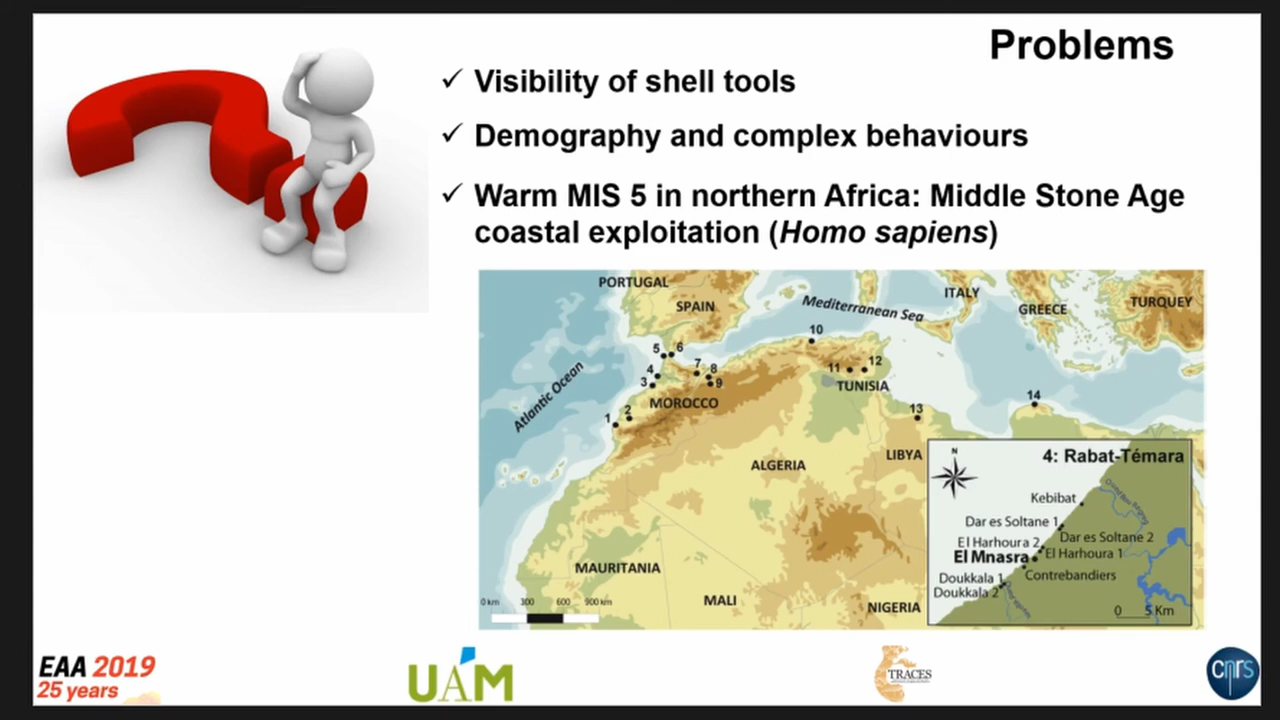 Problems
✓ Visibility of shell tools
✓ Demography and complex behaviours
✓ Warm MIS 5 in northern Africa: Middle Stone Age
coastal exploitation (Homo sapiens)
PORTUGAL
SPAIN
Mediterranean Sea
ITALY
GREECE
TURQUEY
Atlantic Ocean
10
5 6
4 7 8
3 9
11 12
TUNISIA
MOROCCO
1 2
13
14
ALGERIA
LIBYA
MAURITANIA
MALI
NIGERIA
0 km 300 600 900 km
N
4: Rabat-Témara
Kebibat
Dar es Soltane 1
Dar es Soltane 2
El Harhoura 2
El Harhoura 1
El Mnasra
Contrebandiers
Doukkala 1
Doukkala 2
0 5 Km
EAA 2019
25 years
UAM
TRACES
cnrs